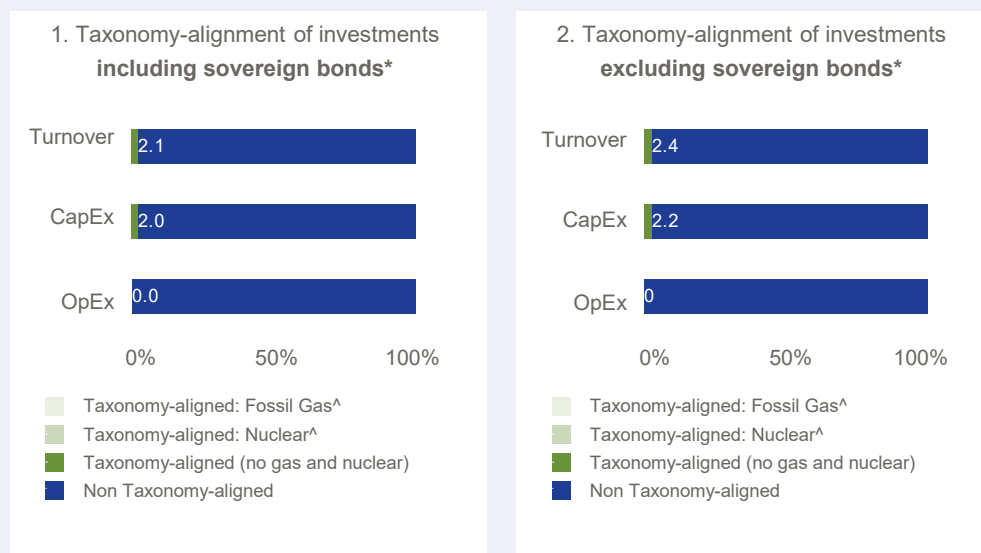 1. Taxonomy-alignment of investments
including sovereign bonds*
Turnover
2.1
CapEx
2.0
OpEx
0.0
0%
50%
100%
Taxonomy-aligned: Fossil Gas^
Taxonomy-aligned: Nuclear^
Taxonomy-aligned (no gas and nuclear)
Non Taxonomy-aligned
2. Taxonomy-alignment of investments
excluding sovereign bonds*
Turnover
2.4
CapEx
2.2
OpEx
0
0%
50%
100%
Taxonomy-aligned: Fossil Gas^
Taxonomy-aligned: Nuclear^
Taxonomy-aligned (no gas and nuclear)
Non Taxonomy-aligned